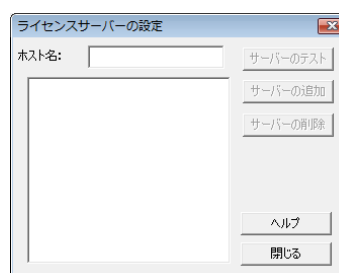 ライセンスサーバーの設定
ホスト名:
サーバーのテスト
サーバーの追加
サーバーの削除
ヘルプ
閉じる